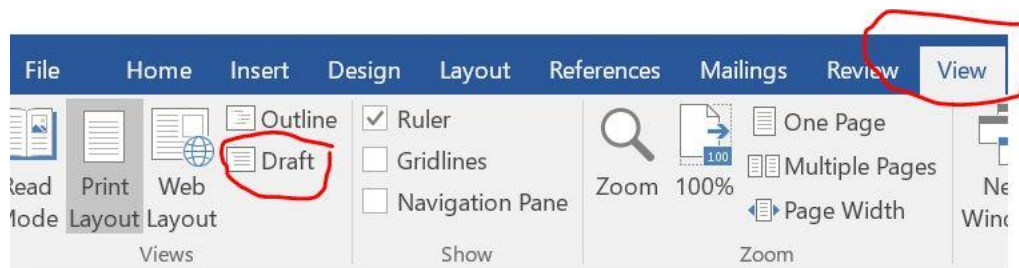 File Home Insert Design Layout References Mailings Review View
Outline
Draft
Print Layout
Web Layout
Views
Ruler
Gridlines
Navigation Pane
Show
Zoom
100
100%
One Page
Multiple Pages
Page Width
Zoom